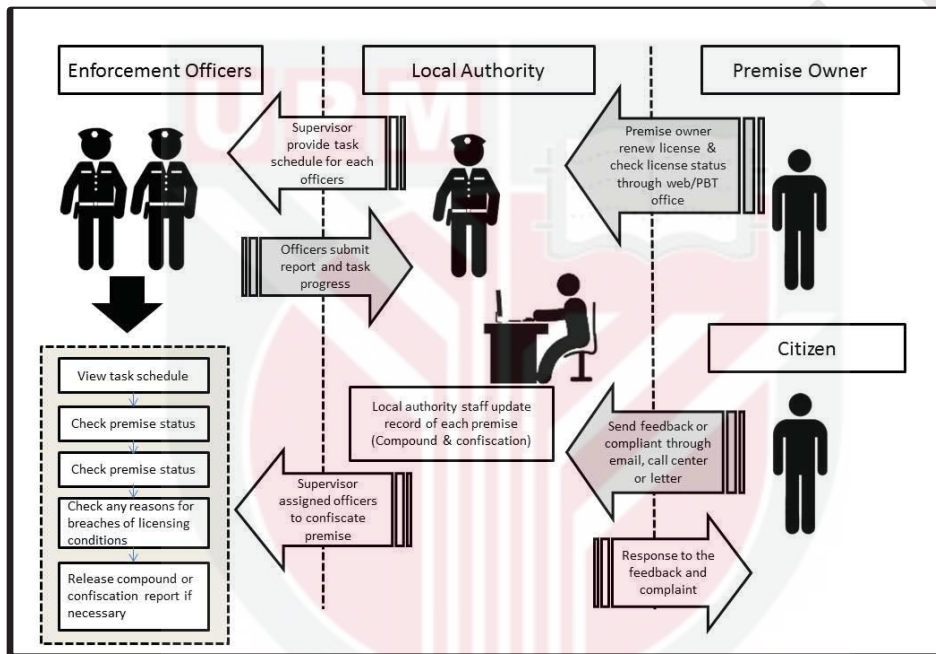 Enforcement Officers
Local Authority
Premise Owner
UPM
Supervisor
provide task
schedule for each
officers
Premise owner
renew license &
check license status
through web/PBT
office
Officers submit
report and task
progress
Citizen
View task schedule
Check premise status
Check premise status
Check any reasons for
breaches of licensing
conditions
Release compound or
confiscation report if
necessary
Local authority staff update
record of each premise
(Compound & confiscation)
Supervisor
assigned officers
to confiscate
premise
Send feedback or
compliant through
email, call center
or letter
Response to the
feedback and
complaint